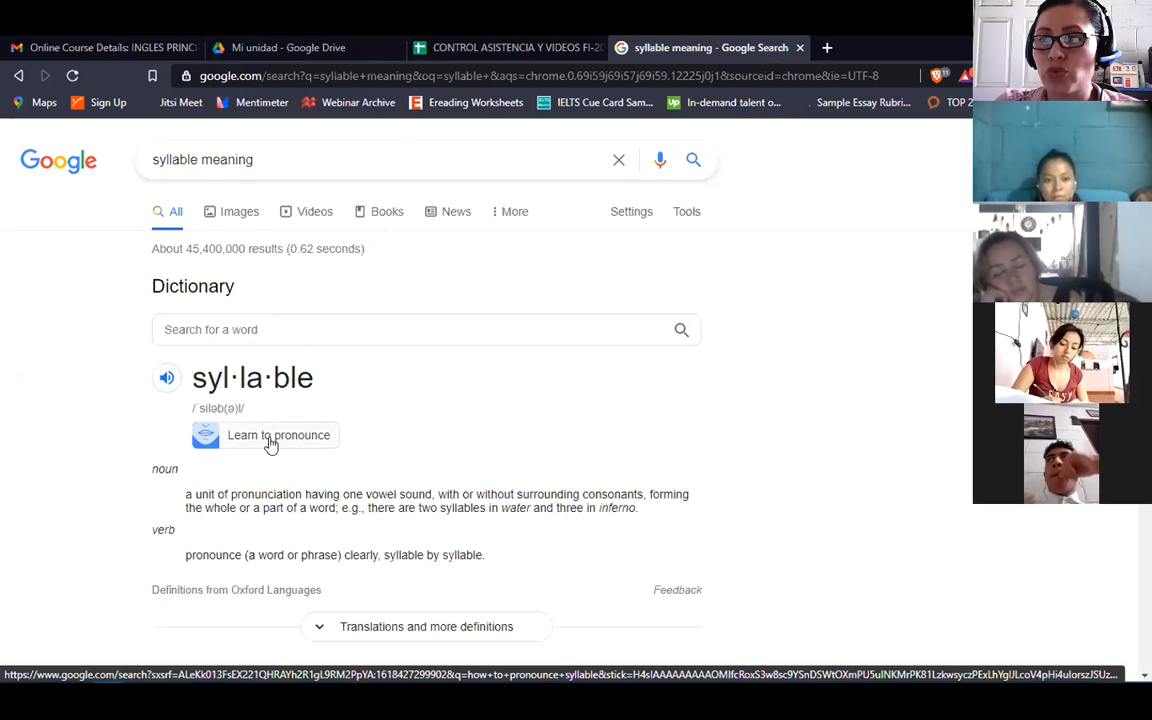 Online Course Details: INGLES PRINC
Mi unidad - Google Drive
CONTROL ASISTENCIA Y VIDEOS FI-20
syllable meaning - Google Search
google.com/search?q=syllable+meaning&oq=syllable+&aqs=chrome.0.69i59j69i57j69i59.12225j0j1&sourceid=chrome&ie=UTF-8
11
Maps
Sign Up
Jitsi Meet
Mentimeter
Webinar Archive
Ereading Worksheets
IELTS Cue Card Sam...
In-demand talent o...
Sample Essay Rubri...
TOP 2
Google
syllable meaning
All
Images
Videos
Books
News
More
Settings
Tools
About 45,400,000 results (0.62 seconds)
Dictionary
Search for a word
syl·la·ble
/ˈsiləb(ə)l/
Learn to pronounce
noun
a unit of pronunciation having one vowel sound, with or without surrounding consonants, forming
the whole or a part of a word; e.g., there are two syllables in water and three in inferno.
verb
pronounce (a word or phrase) clearly, syllable by syllable.
Definitions from Oxford Languages
Feedback
Translations and more definitions